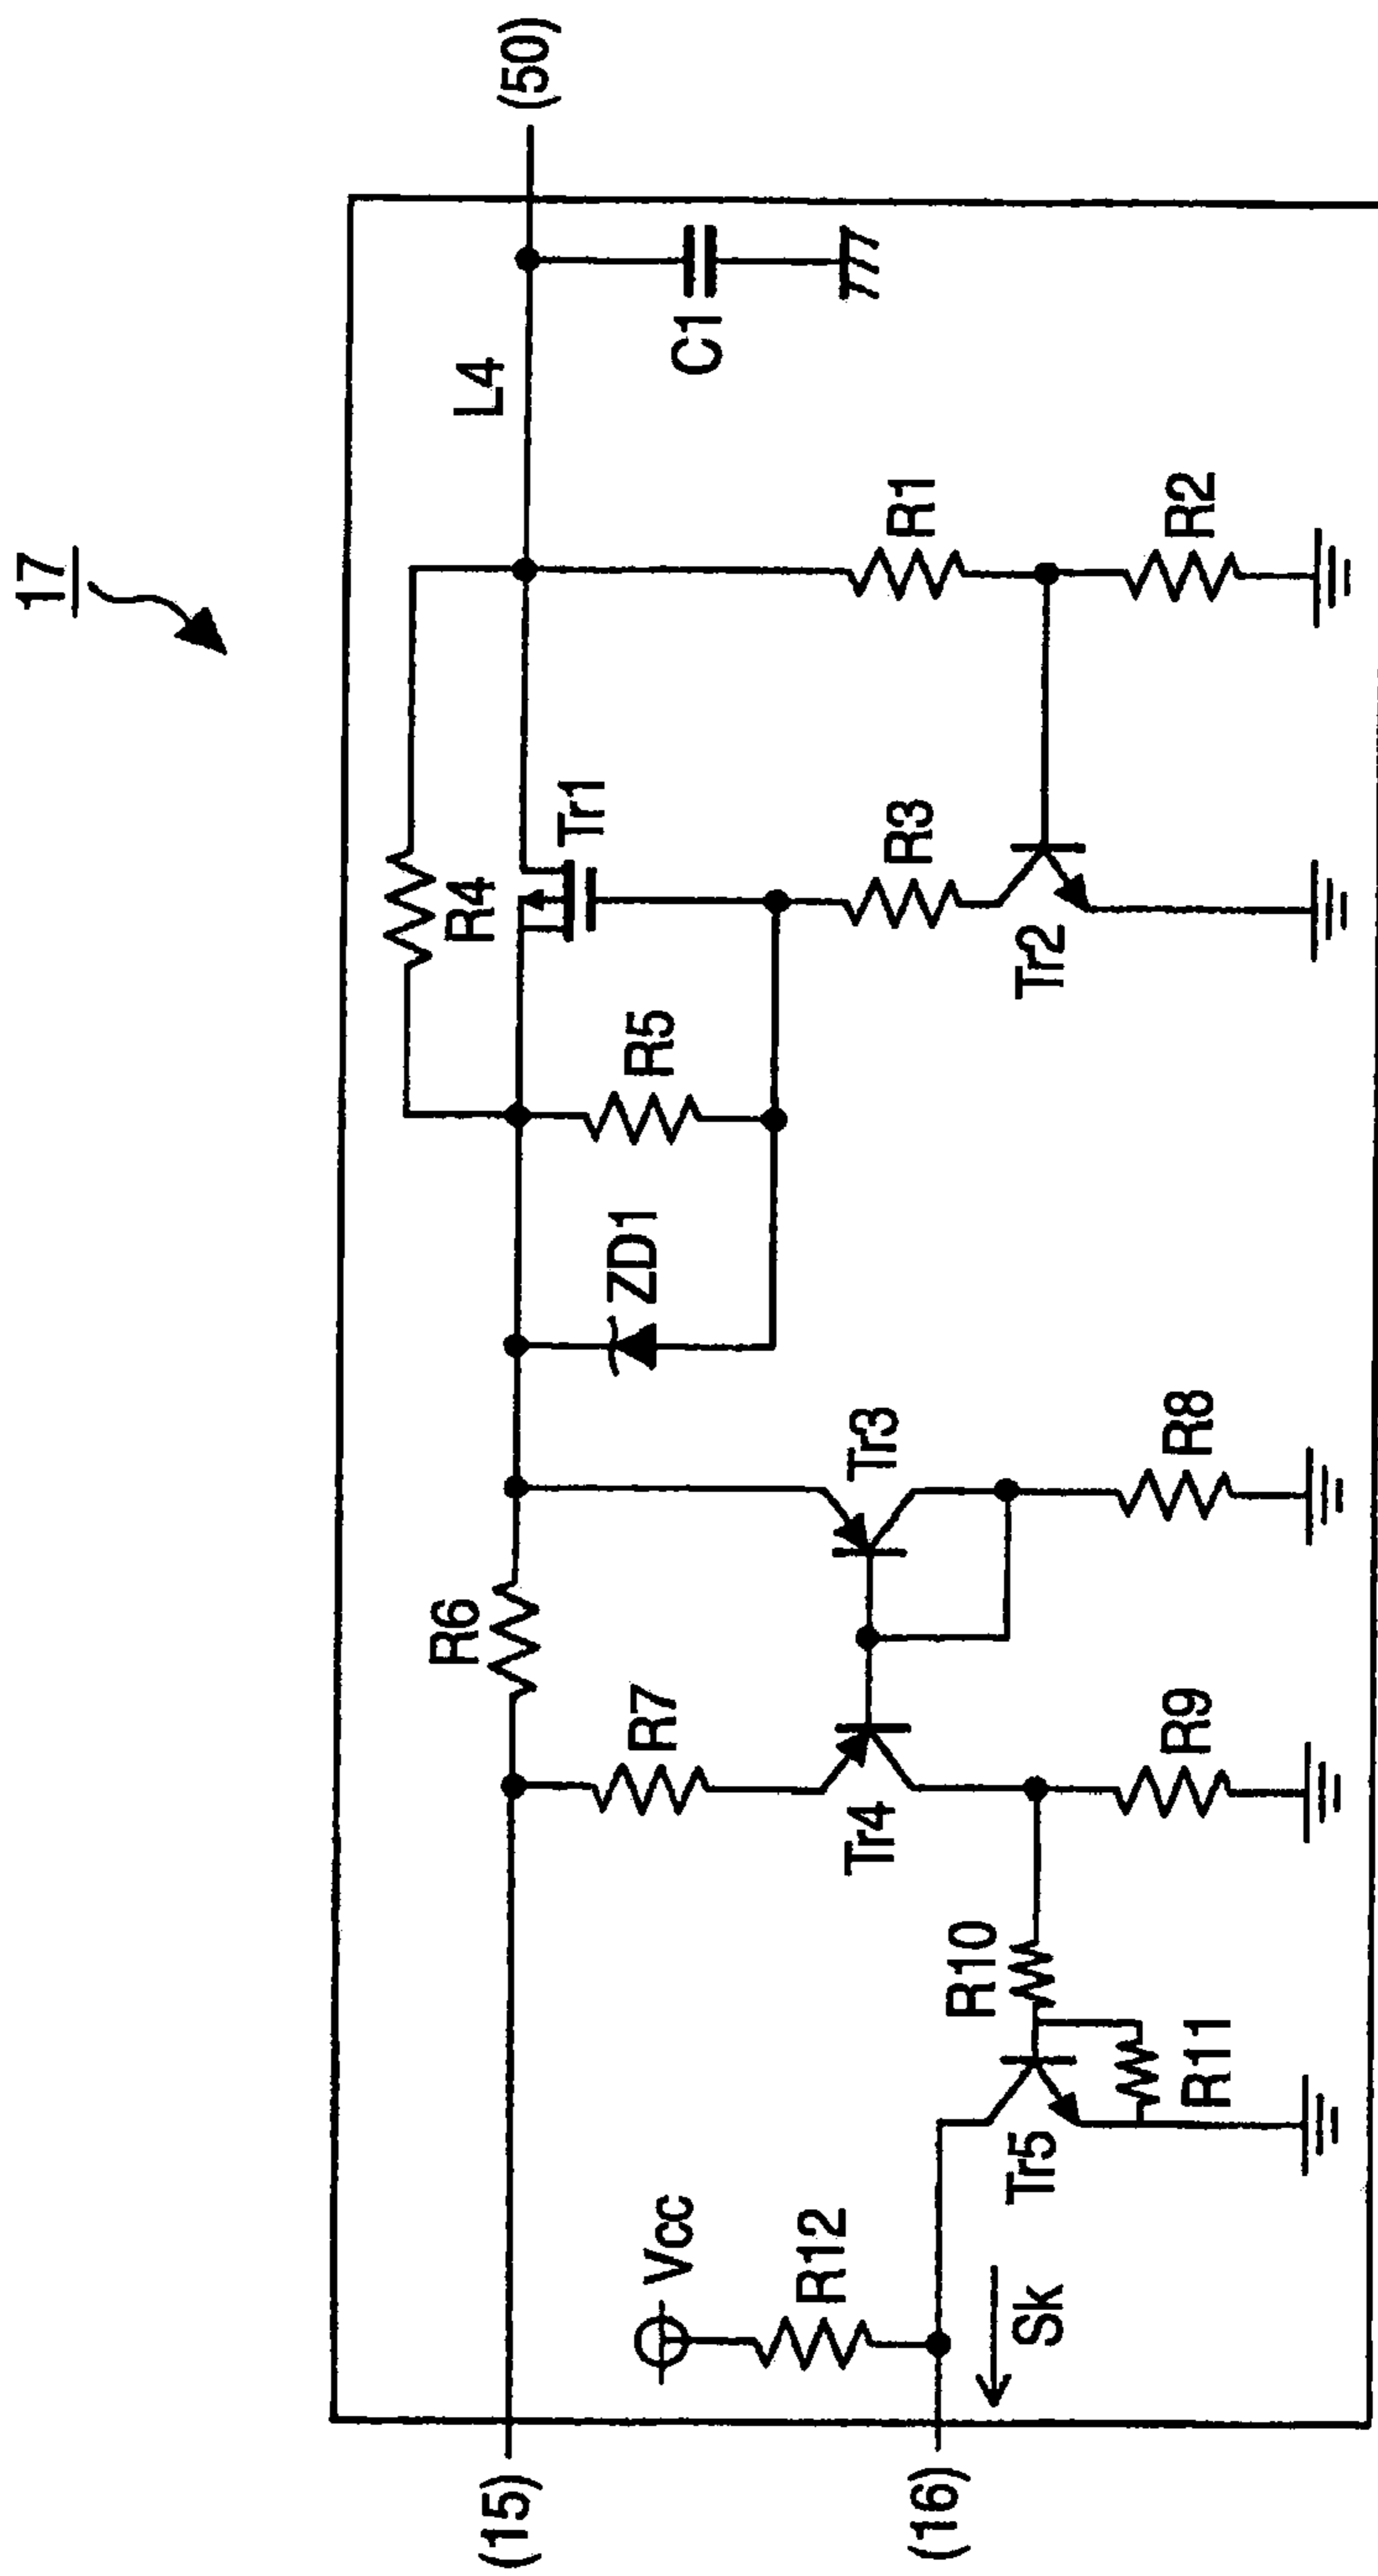 17
(15)
(16)
(50)
R4
L4
R6
Tr1
R5
ZD1
C1
R7
Vcc
R12
Sk
Tr4
Tr3
R3
R1
Tr2
R2
R10
Tr5
R11
R9
R8